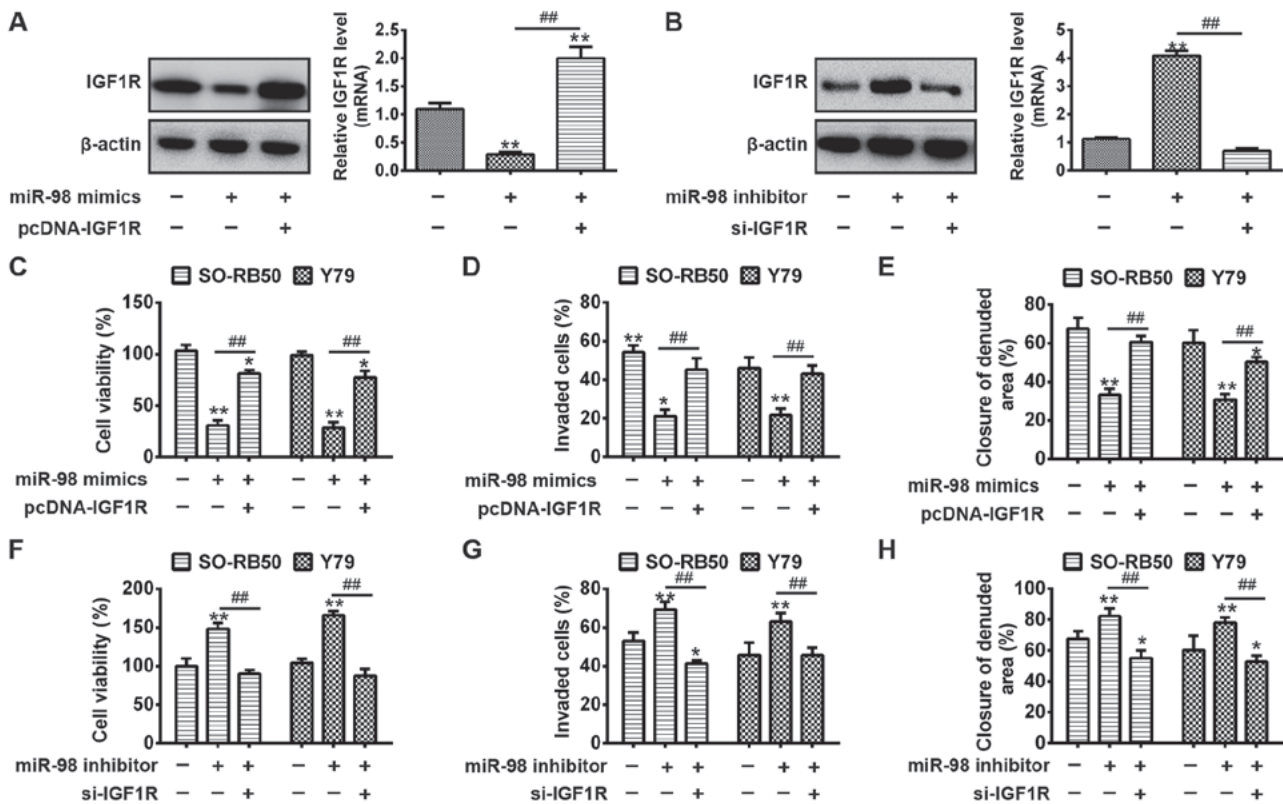 A
IGF1R
β-actin
miR-98 mimics − + +
pcDNA-IGF1R − − +
Relative IGF1R level
(mRNA)
2.5
2.0
1.5
1.0
0.5
0.0
**
**
##
− + +
− − +
B
IGF1R
β-actin
miR-98 inhibitor − + +
si-IGF1R − − +
Relative IGF1R level
(mRNA)
5
4
3
2
1
0
**
##
− + +
− − +
C
SO-RB50 Y79
Cell viability (%)
150
100
50
0
## ##
** * ** *
miR-98 mimics − + + − + +
pcDNA-IGF1R − − + − − +
D
SO-RB50 Y79
Invaded cells (%)
80
60
40
20
0
## ##
** * **
miR-98 mimics − + + − + +
pcDNA-IGF1R − − + − − +
E
SO-RB50 Y79
Closure of denuded
area (%)
80
60
40
20
0
## ##
** ** *
miR-98 mimics − + + − + +
pcDNA-IGF1R − − + − − +
F
SO-RB50 Y79
Cell viability (%)
200
150
100
50
0
## ##
** **
miR-98 inhibitor − + + − + +
si-IGF1R − − + − − +
G
SO-RB50 Y79
Invaded cells (%)
80
60
40
20
0
## ##
** * **
miR-98 inhibitor − + + − + +
si-IGF1R − − + − − +
H
SO-RB50 Y79
Closure of denuded
area (%)
100
80
60
40
20
0
## ##
** * ** *
miR-98 inhibitor − + + − + +
si-IGF1R − − + − − +